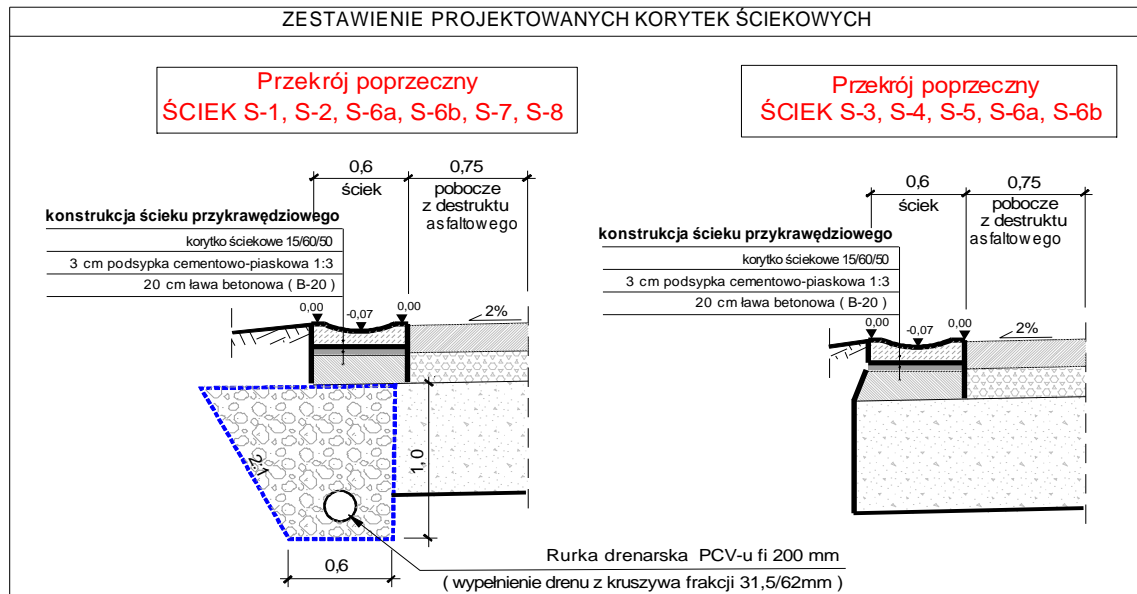 ZESTAWIENIE PROJEKTOWANYCH KORYTEK ŚCIEKOWYCH
Przekrój poprzeczny
ŚCIEK S-1, S-2, S-6a, S-6b, S-7, S-8
0,6
ściek
0,75
pobocze
z destruktu
asfaltowego
konstrukcja ścieku przykrawędziowego
korytko ściekowe 15/60/50
3 cm podsypka cementowo-piaskowa 1:3
20 cm ława betonowa ( B-20 )
0,00
-0,07
0,00
2%
2:1
1,0
0,6
Rurka drenarska PCV-u fi 200 mm
( wypełnienie drenu z kruszywa frakcji 31,5/62mm )
Przekrój poprzeczny
ŚCIEK S-3, S-4, S-5, S-6a, S-6b
0,6
ściek
0,75
pobocze
z destruktu
asfaltowego
konstrukcja ścieku przykrawędziowego
korytko ściekowe 15/60/50
3 cm podsypka cementowo-piaskowa 1:3
20 cm ława betonowa ( B-20 )
0,00
-0,07
0,00
2%